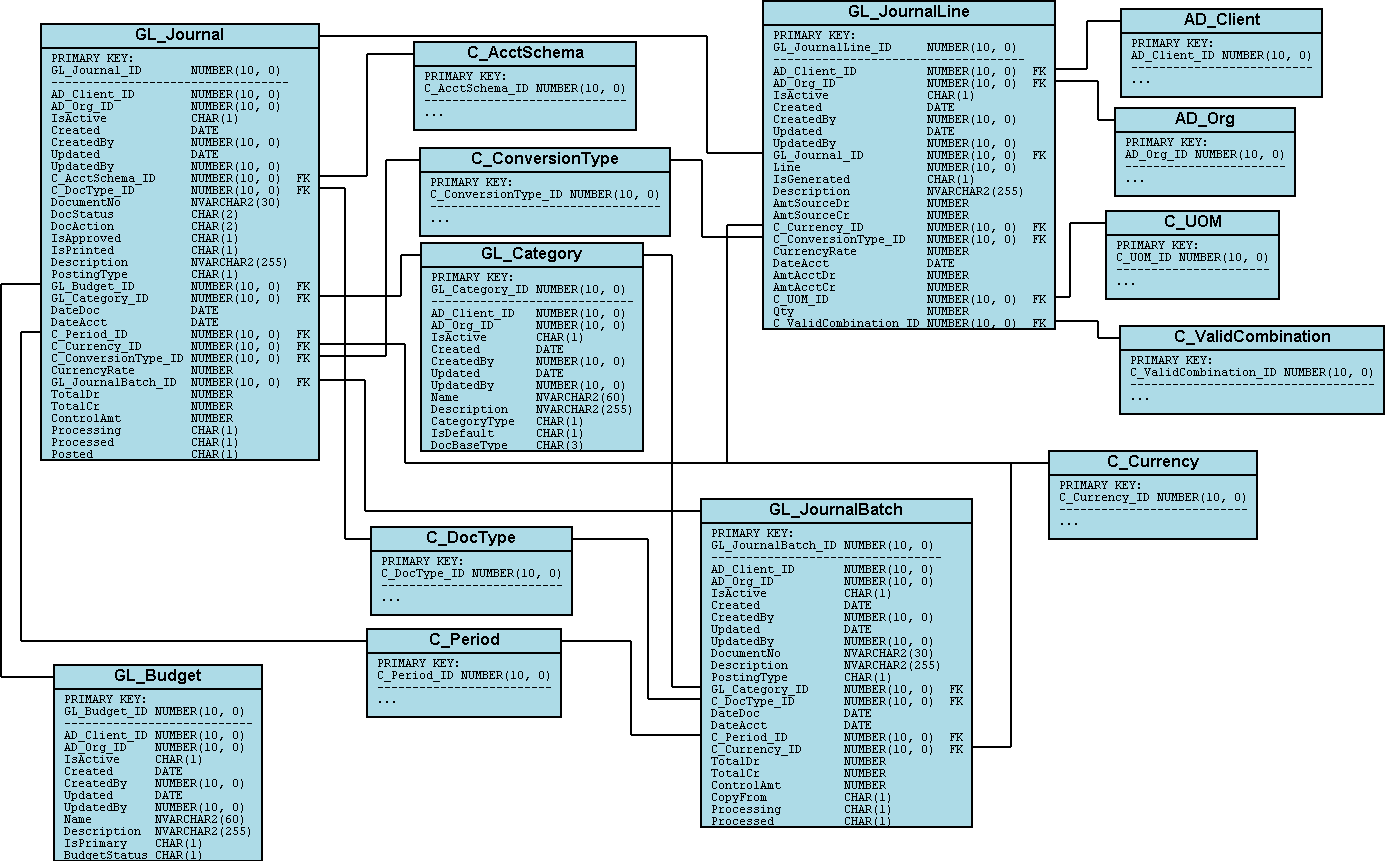 GL_Journal
PRIMARY KEY:
GL_Journal_ID NUMBER(10, 0)
------------------------------
AD_Client_ID NUMBER(10, 0)
AD_Org_ID NUMBER(10, 0)
IsActive CHAR(1)
Created DATE
CreatedBy NUMBER(10, 0)
Updated DATE
UpdatedBy NUMBER(10, 0)
C_AcctSchema_ID NUMBER(10, 0) FK
C_DocType_ID NUMBER(10, 0) FK
DocumentNo NVARCHAR2(30)
DocStatus CHAR(2)
DocAction CHAR(2)
IsApproved CHAR(1)
IsPrinted CHAR(1)
Description NVARCHAR2(255)
PostingType CHAR(1)
GL_Budget_ID NUMBER(10, 0) FK
GL_Category_ID NUMBER(10, 0) FK
DateDoc DATE
DateAcct DATE
C_Period_ID NUMBER(10, 0) FK
C_Currency_ID NUMBER(10, 0) FK
C_ConversionType_ID NUMBER(10, 0) FK
CurrencyRate NUMBER
GL_JournalBatch_ID NUMBER(10, 0) FK
TotalDr NUMBER
TotalCr NUMBER
ControlAmt NUMBER
Processing CHAR(1)
Processed CHAR(1)
Posted CHAR(1)
C_AcctSchema
PRIMARY KEY:
C_AcctSchema_ID NUMBER(10, 0)
--------------------------
...
C_ConversionType
PRIMARY KEY:
C_ConversionType_ID NUMBER(10, 0)
------------------------------
...
GL_Category
PRIMARY KEY:
GL_Category_ID NUMBER(10, 0)
--------------------------
AD_Client_ID NUMBER(10, 0)
AD_Org_ID NUMBER(10, 0)
IsActive CHAR(1)
Created DATE
CreatedBy NUMBER(10, 0)
Updated DATE
UpdatedBy NUMBER(10, 0)
Name NVARCHAR2(60)
Description NVARCHAR2(255)
CategoryType CHAR(1)
IsDefault CHAR(1)
DocBaseType CHAR(3)
GL_JournalLine
PRIMARY KEY:
GL_JournalLine_ID NUMBER(10, 0)
--------------------------------
AD_Client_ID NUMBER(10, 0) FK
AD_Org_ID NUMBER(10, 0) FK
IsActive CHAR(1)
Created DATE
CreatedBy NUMBER(10, 0)
Updated DATE
UpdatedBy NUMBER(10, 0)
GL_Journal_ID NUMBER(10, 0) FK
Line NUMBER(10, 0)
IsGenerated CHAR(1)
Description NVARCHAR2(255)
AmtSourceDr NUMBER
AmtSourceCr NUMBER
C_Currency_ID NUMBER(10, 0) FK
C_ConversionType_ID NUMBER(10, 0) FK
CurrencyRate NUMBER
DateAcct DATE
AmtAcctDr NUMBER
AmtAcctCr NUMBER
C_UOM_ID NUMBER(10, 0) FK
Qty NUMBER
C_ValidCombination_ID NUMBER(10, 0) FK
AD_Client
PRIMARY KEY:
AD_Client_ID NUMBER(10, 0)
-----------------------
...
AD_Org
PRIMARY KEY:
AD_Org_ID NUMBER(10, 0)
--------------------
...
C_UOM
PRIMARY KEY:
C_UOM_ID NUMBER(10, 0)
-------------------
...
C_ValidCombination
PRIMARY KEY:
C_ValidCombination_ID NUMBER(10, 0)
--------------------------------
...
C_Currency
PRIMARY KEY:
C_Currency_ID NUMBER(10, 0)
------------------------
...
C_DocType
PRIMARY KEY:
C_DocType_ID NUMBER(10, 0)
-----------------------
...
C_Period
PRIMARY KEY:
C_Period_ID NUMBER(10, 0)
----------------------
...
GL_JournalBatch
PRIMARY KEY:
GL_JournalBatch_ID NUMBER(10, 0)
-----------------------------
AD_Client_ID NUMBER(10, 0)
AD_Org_ID NUMBER(10, 0)
IsActive CHAR(1)
Created DATE
CreatedBy NUMBER(10, 0)
Updated DATE
UpdatedBy NUMBER(10, 0)
DocumentNo NVARCHAR2(30)
Description NVARCHAR2(255)
PostingType CHAR(1)
GL_Category_ID NUMBER(10, 0) FK
C_DocType_ID NUMBER(10, 0) FK
DateDoc DATE
DateAcct DATE
C_Period_ID NUMBER(10, 0) FK
C_Currency_ID NUMBER(10, 0) FK
TotalDr NUMBER
TotalCr NUMBER
ControlAmt NUMBER
CopyFrom CHAR(1)
Processing CHAR(1)
Processed CHAR(1)
GL_Budget
PRIMARY KEY:
GL_Budget_ID NUMBER(10, 0)
------------------------
AD_Client_ID NUMBER(10, 0)
AD_Org_ID NUMBER(10, 0)
IsActive CHAR(1)
Created DATE
CreatedBy NUMBER(10, 0)
Updated DATE
UpdatedBy NUMBER(10, 0)
Name NVARCHAR2(60)
Description NVARCHAR2(255)
IsPrimary CHAR(1)
BudgetStatus CHAR(1)